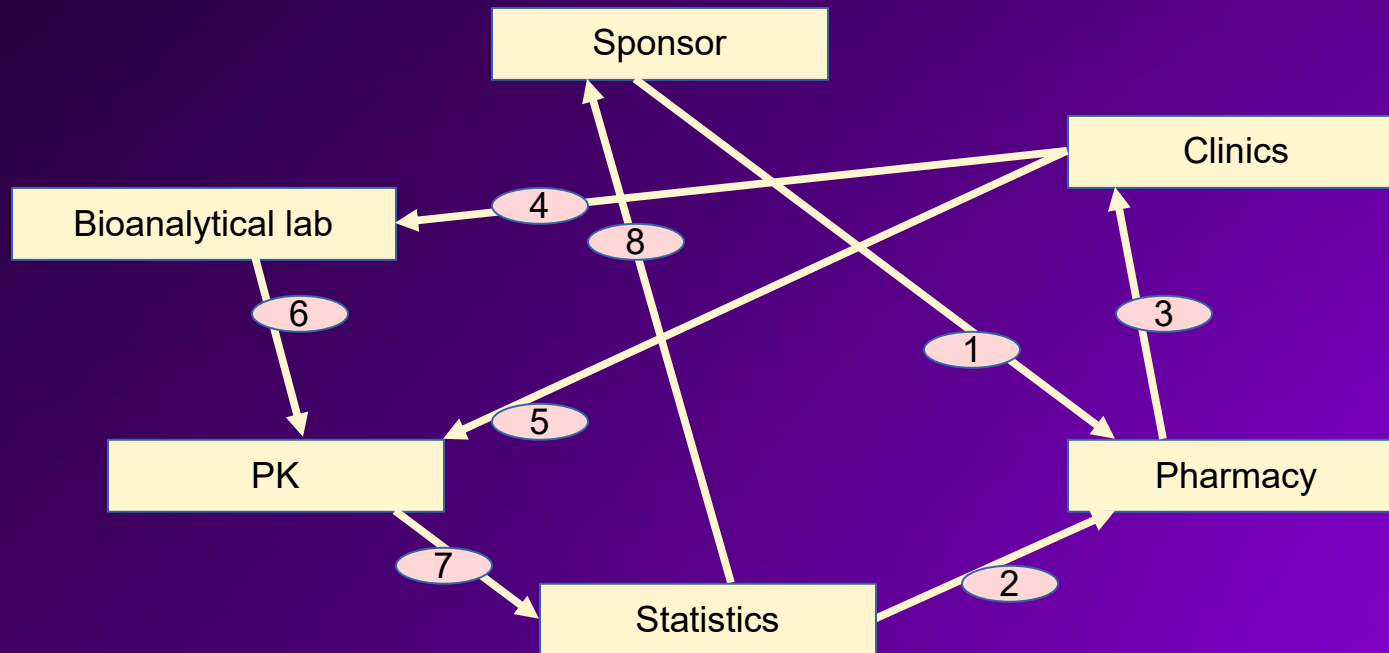 Sponsor
Clinics
4
Bioanalytical lab
8
6
3
1
5
PK
Pharmacy
7
2
Statistics